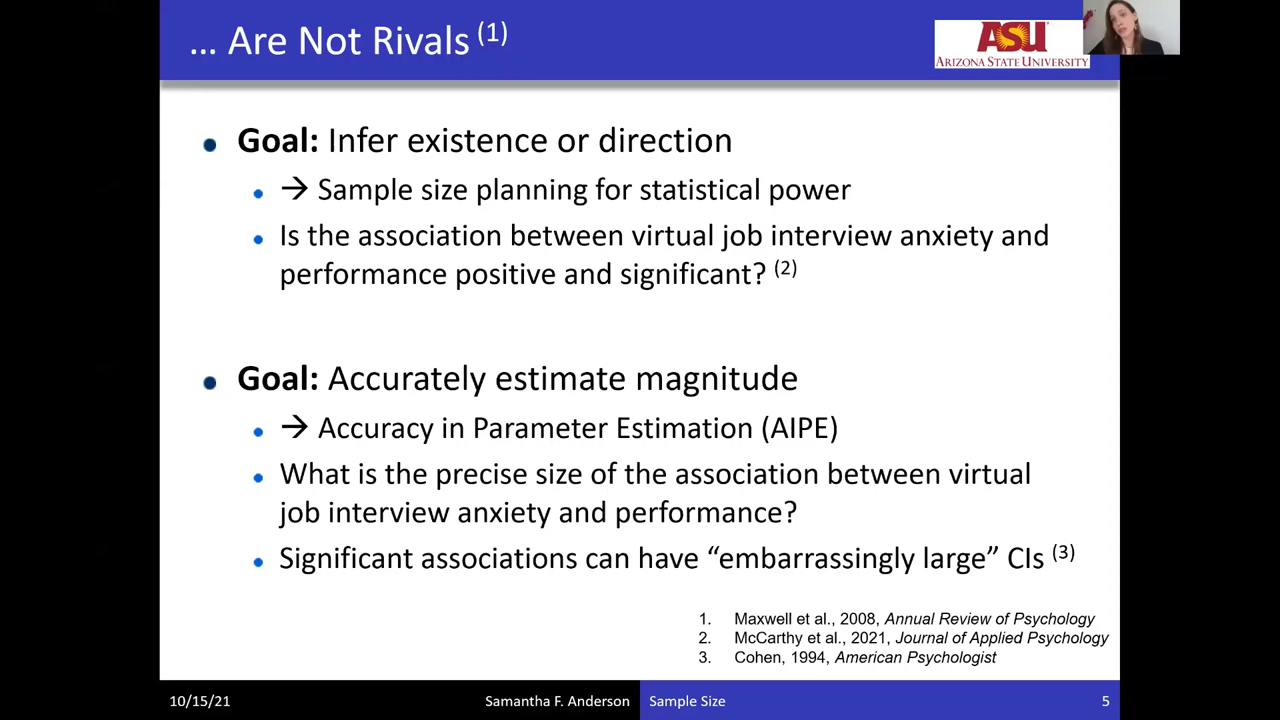 ... Are Not Rivals (1)
ASU
ARIZONA STATE UNIVERSITY
• Goal: Infer existence or direction
• → Sample size planning for statistical power
• Is the association between virtual job interview anxiety and
performance positive and significant? (2)
• Goal: Accurately estimate magnitude
• → Accuracy in Parameter Estimation (AIPE)
• What is the precise size of the association between virtual
job interview anxiety and performance?
• Significant associations can have “embarrassingly large” CIs (3)
1. Maxwell et al., 2008, Annual Review of Psychology
2. McCarthy et al., 2021, Journal of Applied Psychology
3. Cohen, 1994, American Psychologist
10/15/21 Samantha F. Anderson Sample Size 5